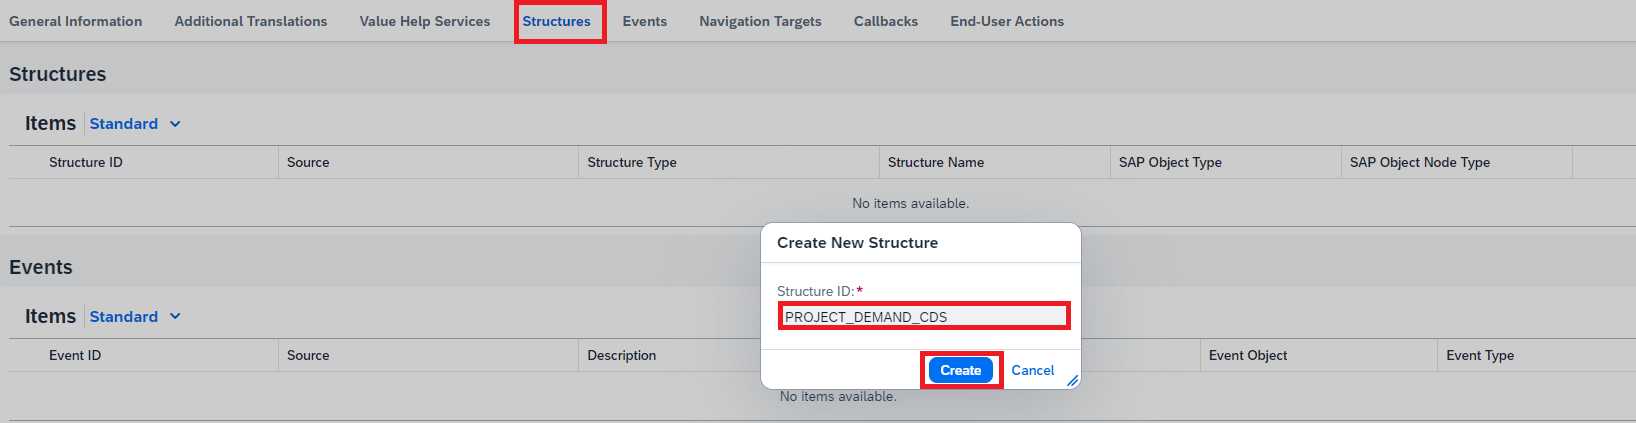 General Information Additional Translations Value Help Services Structures Events Navigation Targets Callbacks End-User Actions
Structures
Items Standard
Structure ID Source Structure Type Structure Name SAP Object Type SAP Object Node Type
No items available.
Create New Structure
Structure ID:*
PROJECT_DEMAND_CDS
Create Cancel
Events
Items Standard
Event ID Source Description Event Object Event Type
No items available.